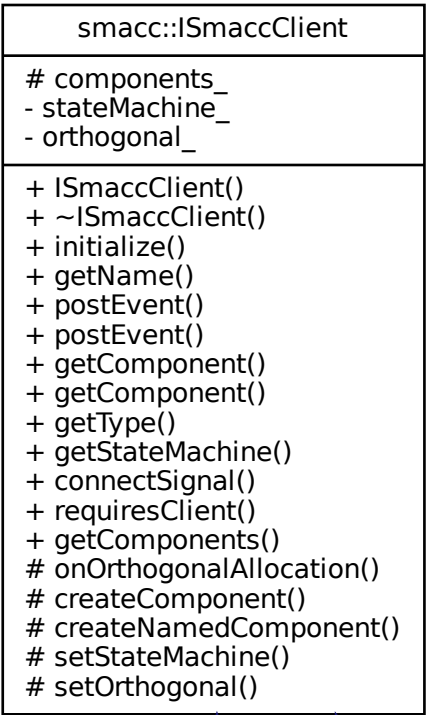 smacc::ISmaccClient
# components_
- stateMachine_
- orthogonal_
+ ISmaccClient()
+ ~ISmaccClient()
+ initialize()
+ getName()
+ postEvent()
+ postEvent()
+ getComponent()
+ getComponent()
+ getType()
+ getStateMachine()
+ connectSignal()
+ requiresClient()
+ getComponents()
# onOrthogonalAllocation()
# createComponent()
# createNamedComponent()
# setStateMachine()
# setOrthogonal()